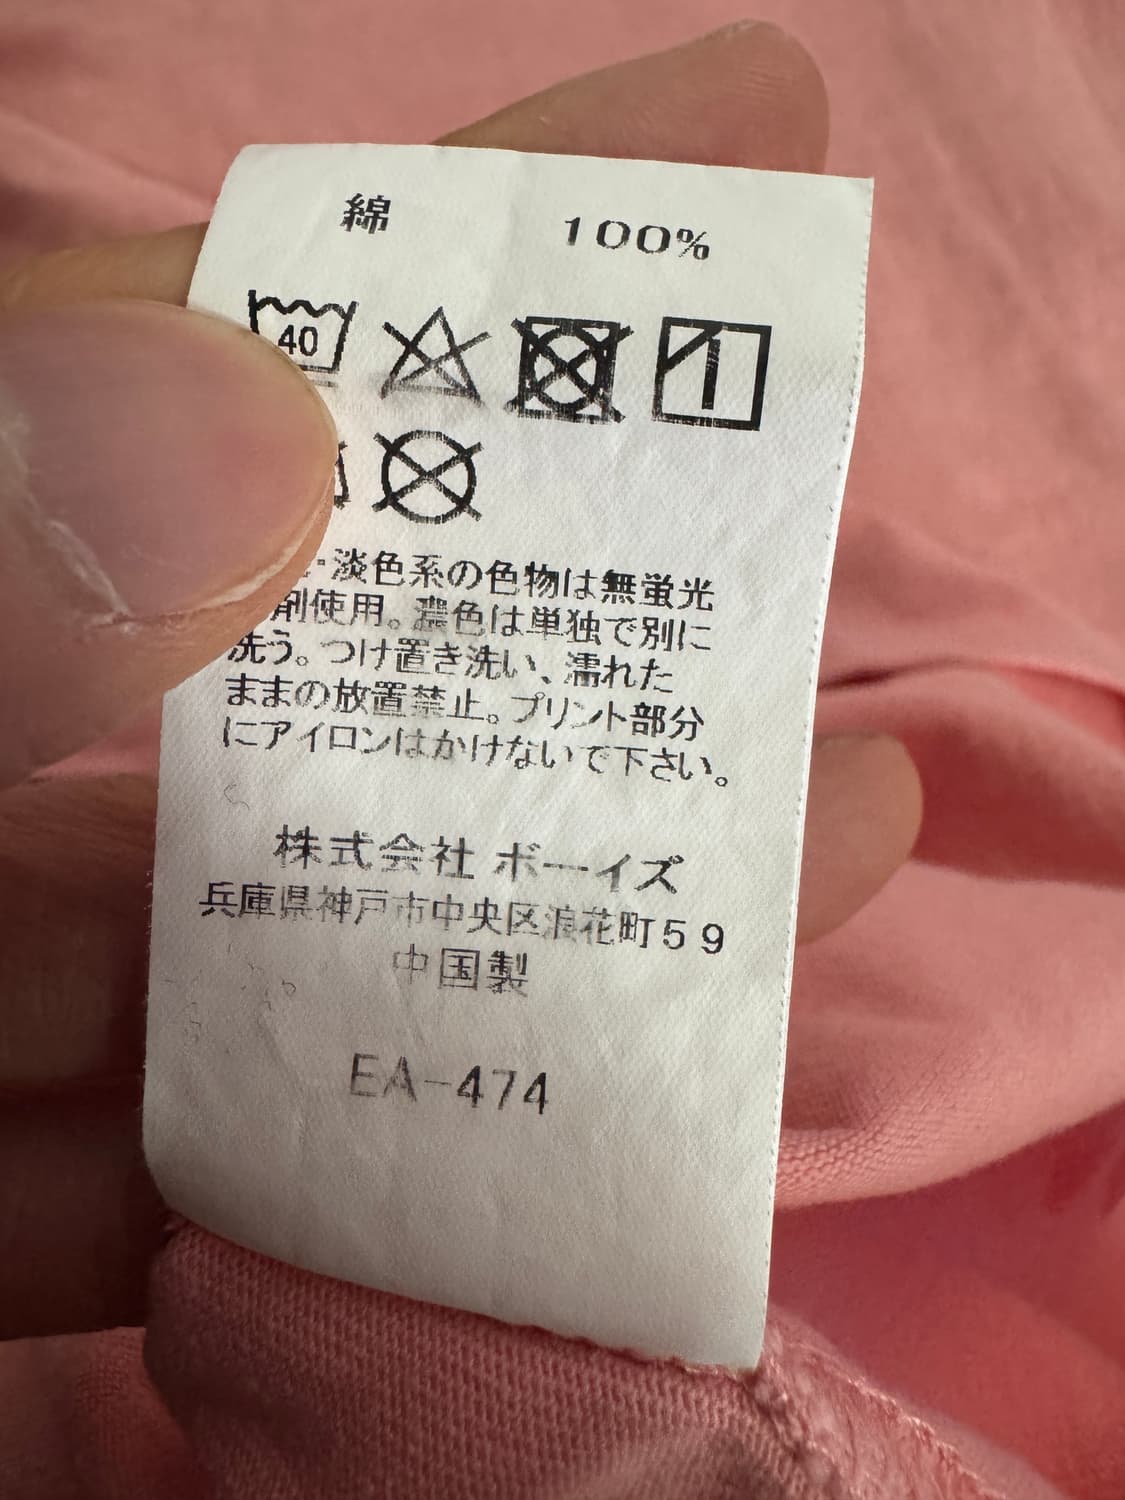 綿 100%
40
・淡色系の色物は無蛍光
剤使用。濃色は単独で別に
洗う。つけ置き洗い、濡れた
ままの放置禁止。プリント部分
にアイロンはかけないで下さい。
株式会社 ボーイズ
兵庫県神戸市中央区浪花町59
中国製
EA-474